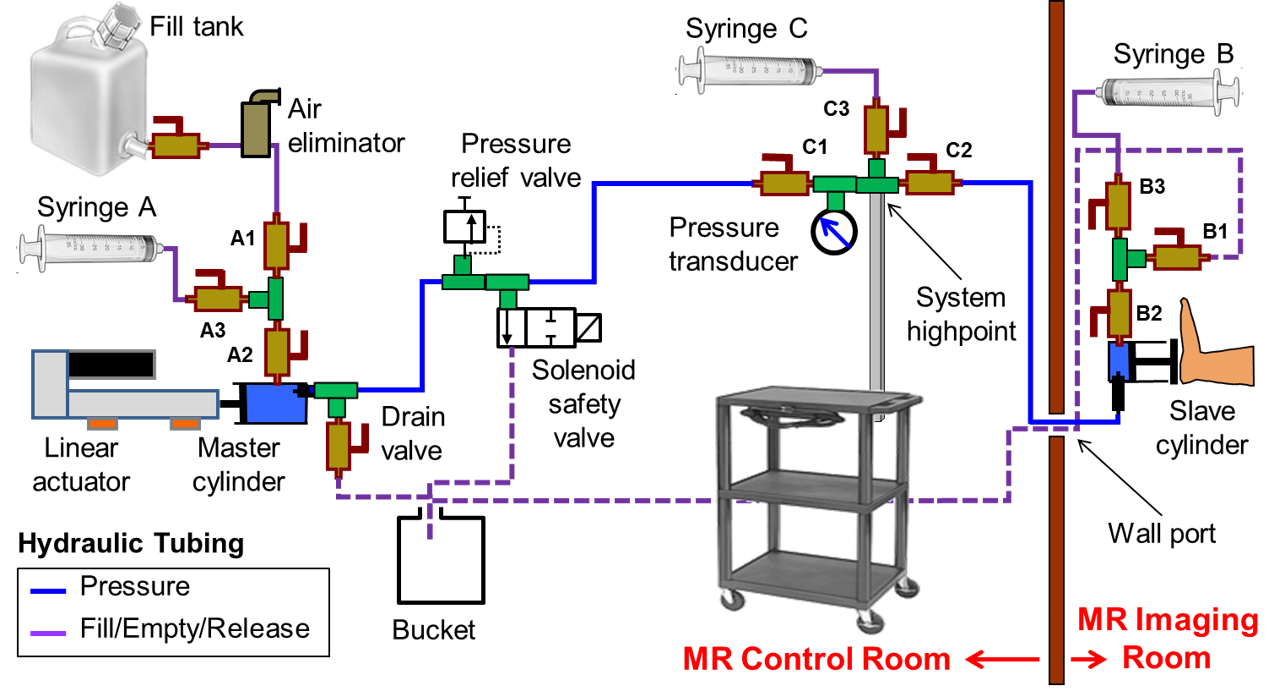 Fill tank
Air
eliminator
Syringe A
A1
A3
A2
Pressure
relief valve
Syringe C
C3
C1
C2
Pressure
transducer
System
highpoint
Syringe B
B3
B1
B2
Solenoid
safety
valve
Linear
actuator
Master
cylinder
Drain
valve
Slave
cylinder
Wall port
Hydraulic Tubing
Pressure
Fill/Empty/Release
Bucket
MR Control Room
MR Imaging
Room